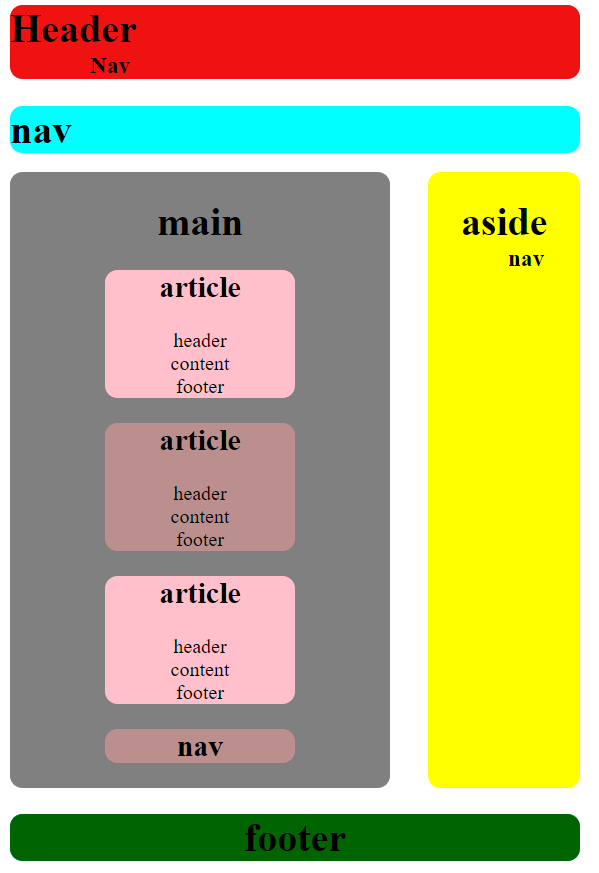 Header
Nav
nav
main
article
header
content
footer
article
header
content
footer
article
header
content
footer
nav
aside
nav
footer